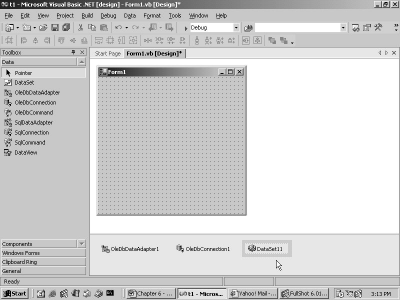 t1 - Microsoft Visual Basic .NET [design] - Form1.vb [Design]*
File Edit View Project Build Debug Data Format Tools Window Help
Debug
Toolbox
Start Page Form1.vb [Design]*
Data
Pointer
DataSet
OleDbDataAdapter
OleDbConnection
OleDbCommand
SqlDataAdapter
SqlConnection
SqlCommand
DataView
Form1
Components
Windows Forms
Clipboard Ring
General
OleDbDataAdapter1 OleDbConnection1 DataSet11
Ready
Start Chapter 6 - ... t1 - Micros... Yahoo! Mail -... FullShot 6.01... 3:13 PM